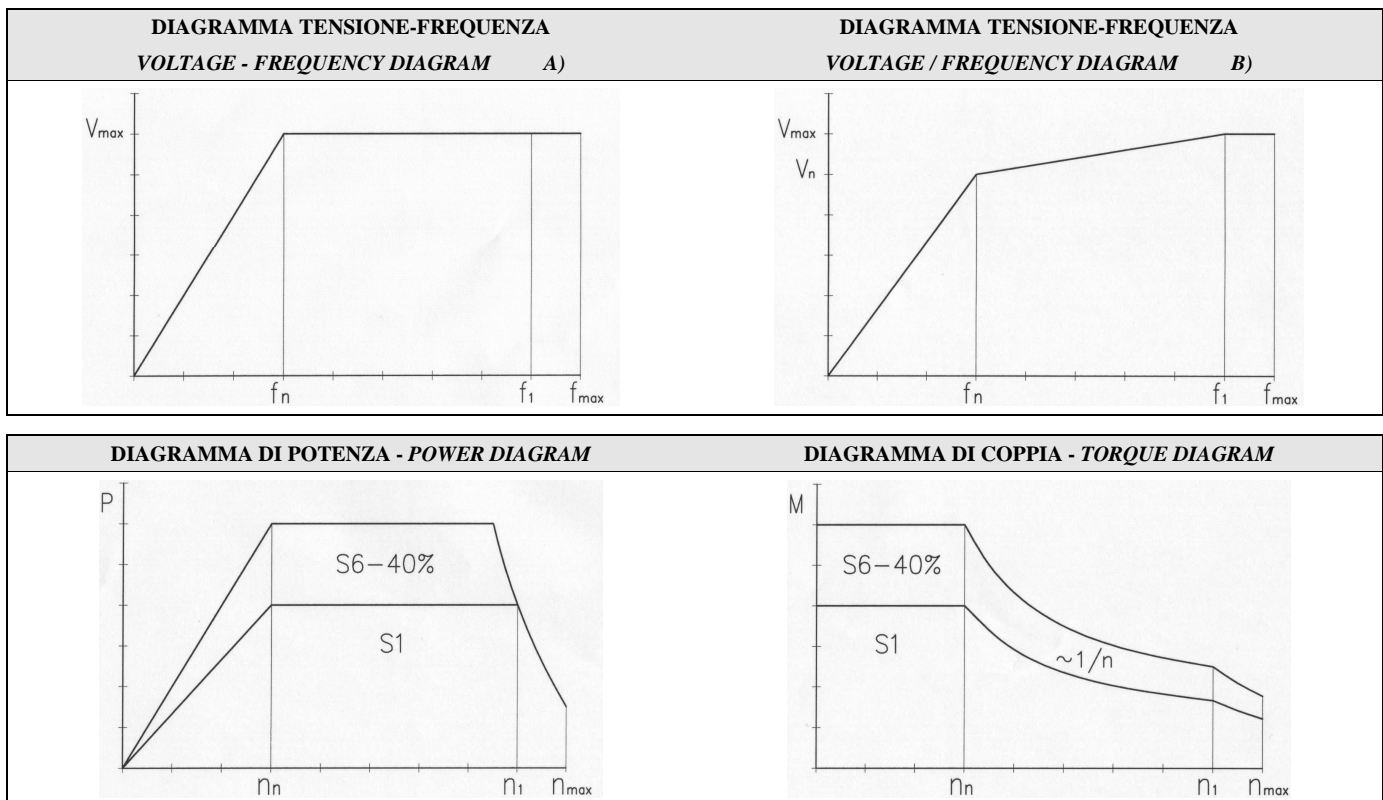 DIAGRAMMA TENSIONE-FREQUENZA
VOLTAGE - FREQUENCY DIAGRAM A)
Vmax
fn
f1
fmax
DIAGRAMMA TENSIONE-FREQUENZA
VOLTAGE / FREQUENCY DIAGRAM B)
Vmax
Vn
fn
f1
fmax
DIAGRAMMA DI POTENZA - POWER DIAGRAM
P
S6-40%
S1
nn
n1
nmax
DIAGRAMMA DI COPPIA - TORQUE DIAGRAM
M
S6-40%
S1
~1/n
nn
n1
nmax